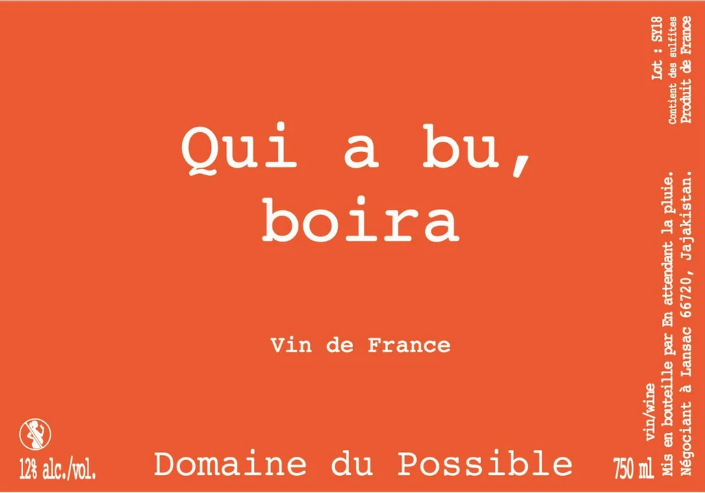 Qui a bu,
boira
Vin de France
12% alc./vol.
Domaine du Possible
750 ml
vin/wine
Mis en bouteille par En attendant la pluie.
Négociant à Lansac 66720, Jajakistan.
Lot : SY18
Contient des sulfites
Produit de France